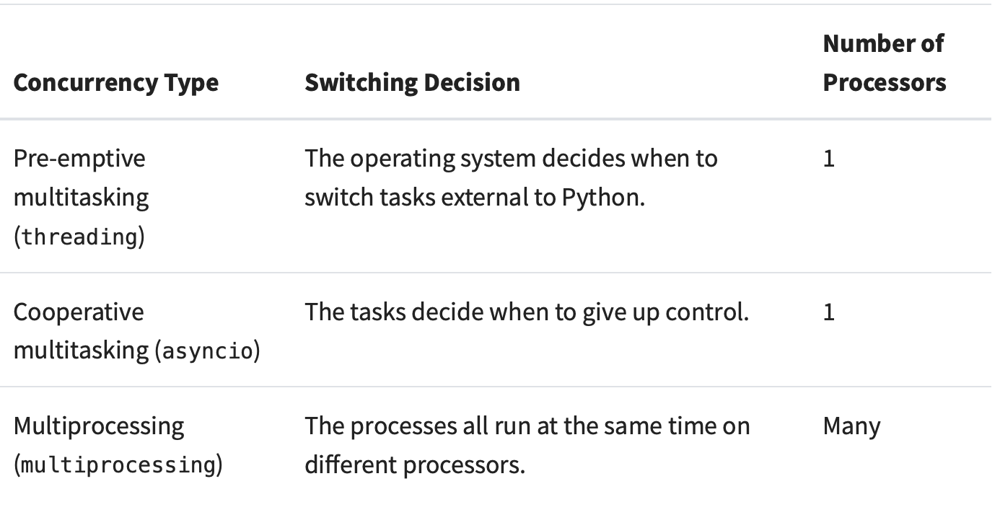 Concurrency Type Switching Decision Number of Processors
Pre-emptive multitasking (threading) The operating system decides when to switch tasks external to Python. 1
Cooperative multitasking (asyncio) The tasks decide when to give up control. 1
Multiprocessing (multiprocessing) The processes all run at the same time on different processors. Many